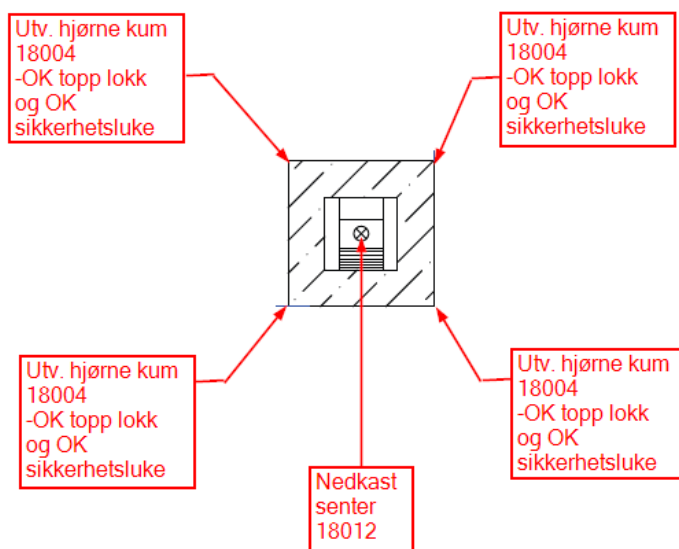 Utv. hjørne kum
18004
-OK topp lokk
og OK
sikkerhetsluke
Utv. hjørne kum
18004
-OK topp lokk
og OK
sikkerhetsluke
Utv. hjørne kum
18004
-OK topp lokk
og OK
sikkerhetsluke
Utv. hjørne kum
18004
-OK topp lokk
og OK
sikkerhetsluke
Nedkast
senter
18012